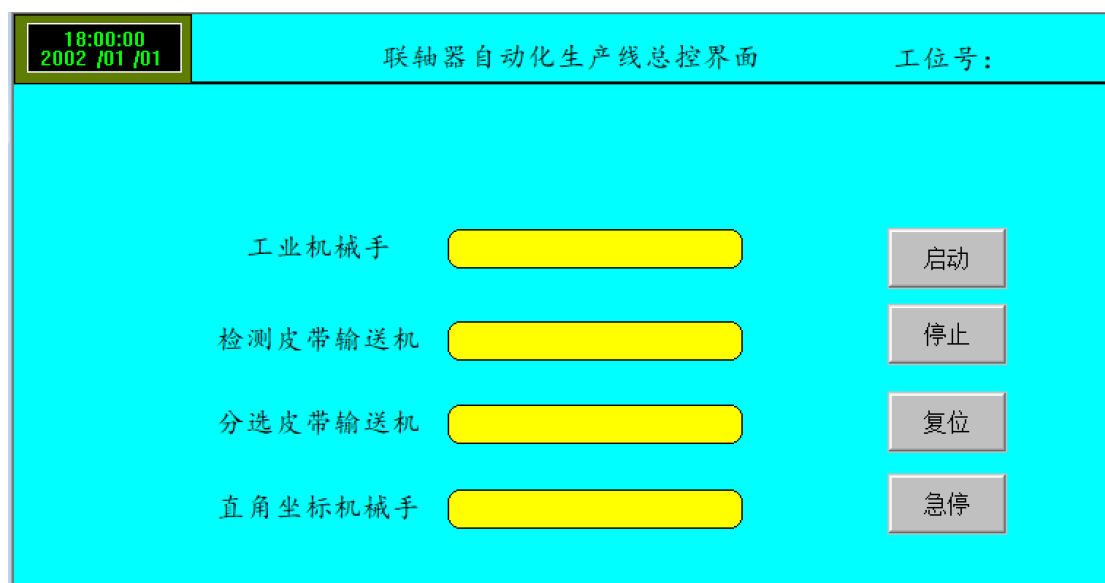 18:00:00
2002 /01 /01
联轴器自动化生产线总控界面
工位号:
工业机械手
启动
检测皮带输送机
停止
分选皮带输送机
复位
直角坐标机械手
急停